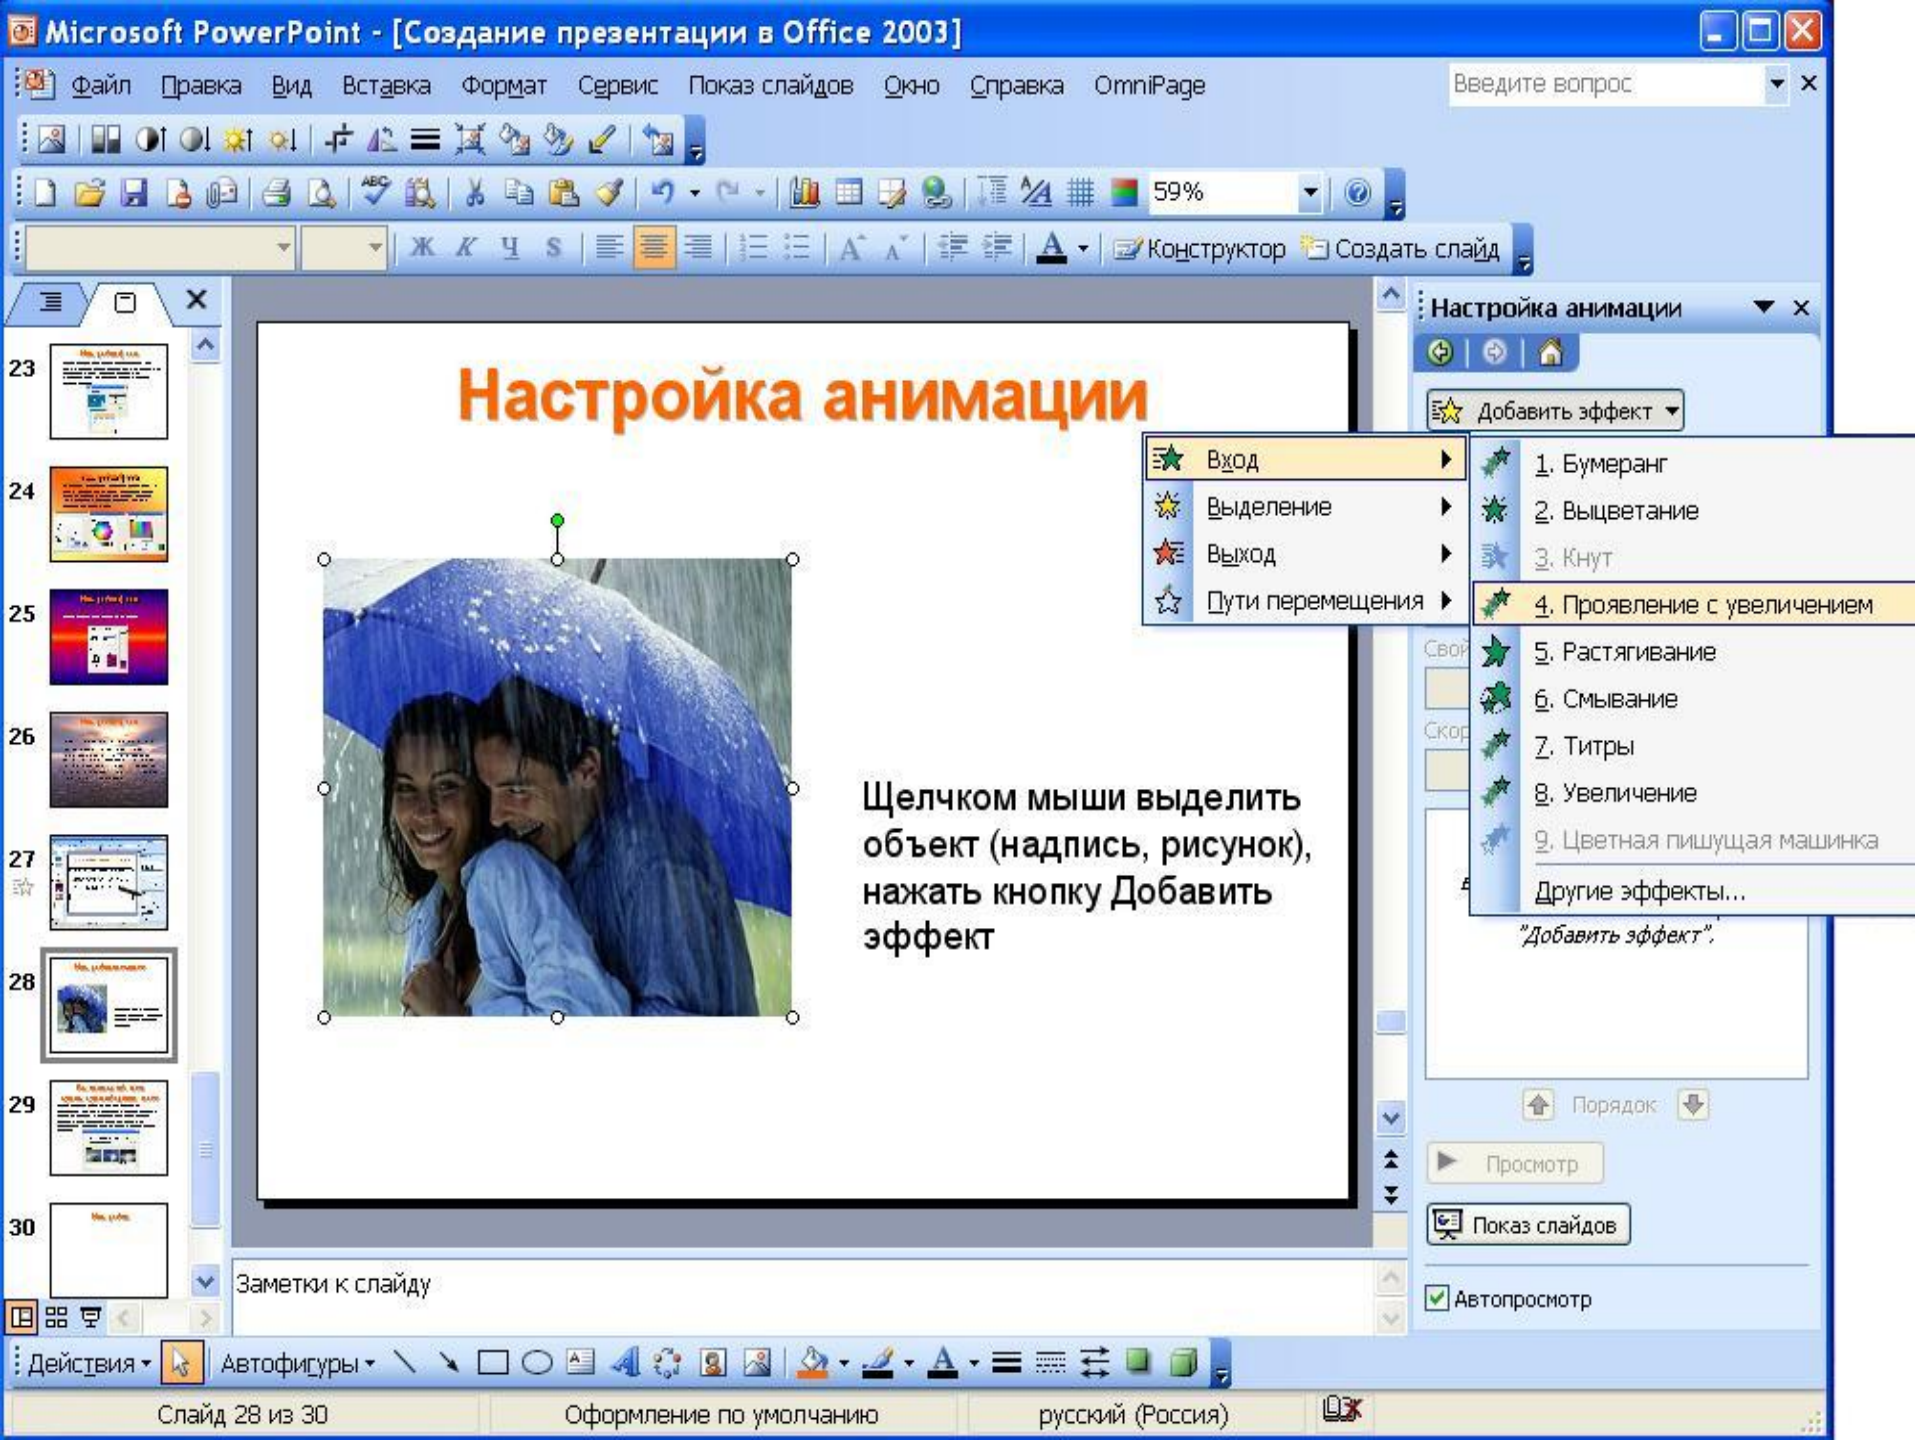 Microsoft PowerPoint - [Создание презентации в Office 2003]
Файл Правка Вид Вставка Формат Сервис Показ слайдов Окно Справка OmniPage Введите вопрос
59%
Ж К Ч S Конструктор Создать слайд
Настройка анимации
Добавить эффект
Вход
Выделение
Выход
Пути перемещения
1. Бумеранг
2. Выцветание
3. Кнут
4. Проявление с увеличением
5. Растягивание
6. Смывание
7. Титры
8. Увеличение
9. Цветная пишущая машинка
Другие эффекты...
"Добавить эффект".
Порядок
Просмотр
Показ слайдов
Автопросмотр
23
24
25
26
27
28
29
30
Настройка анимации
Щелчком мыши выделить
объект (надпись, рисунок),
нажать кнопку Добавить
эффект
Заметки к слайду
Действия Автофигуры
Слайд 28 из 30 Оформление по умолчанию русский (Россия)